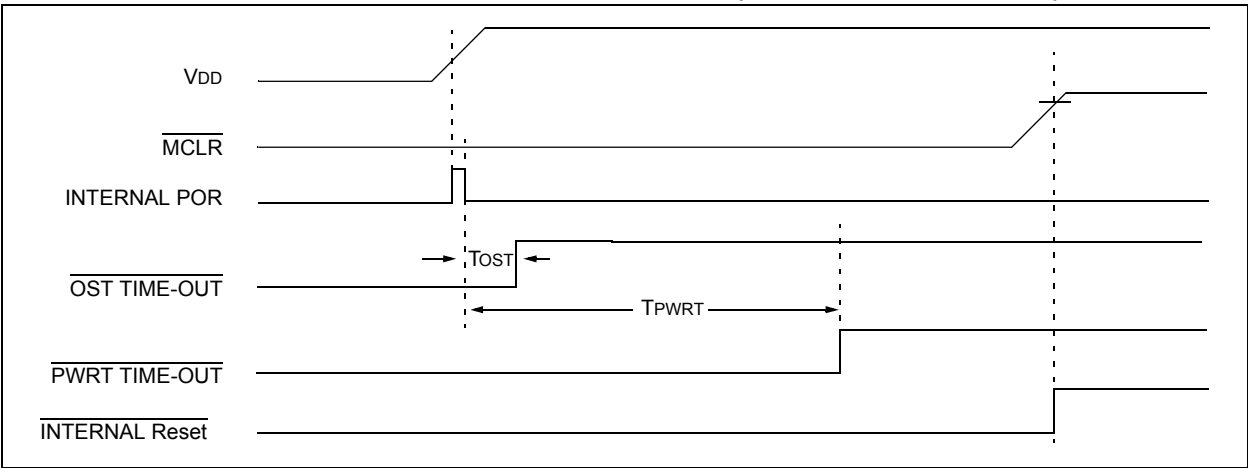 VDD
MCLR
INTERNAL POR
TOST
OST TIME-OUT
TPWRT
PWRT TIME-OUT
INTERNAL Reset